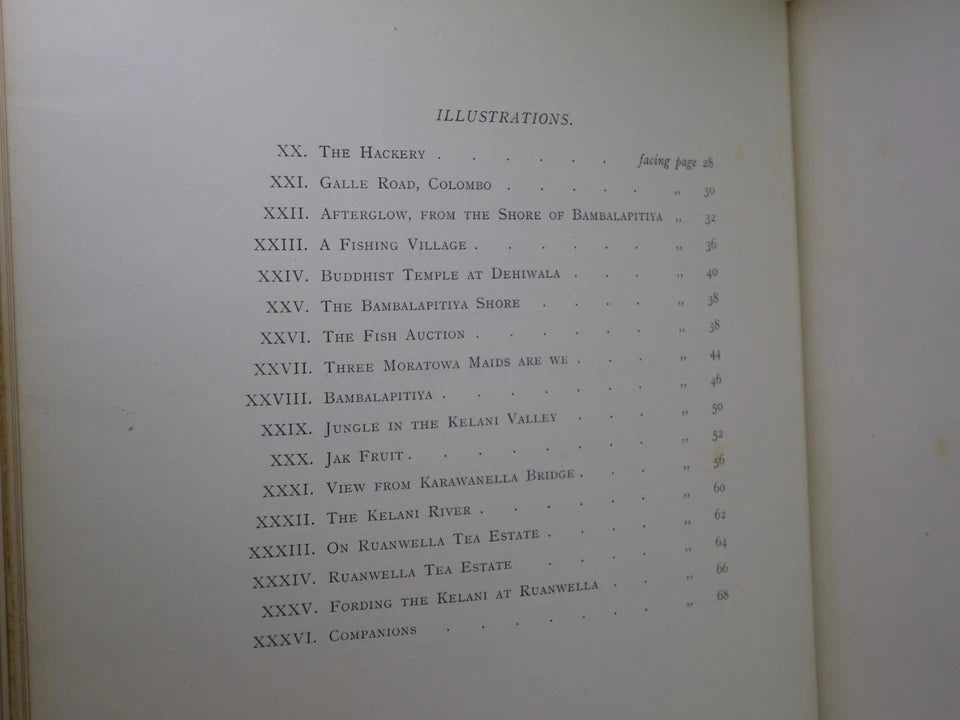 ILLUSTRATIONS.
XX. THE HACKERY . . . . . . facing page 28
XXI. GALLE ROAD, COLOMBO . . . . . „ 30
XXII. AFTERGLOW, FROM THE SHORE OF BAMBALAPITIYA „ 32
XXIII. A FISHING VILLAGE . . . . . . „ 36
XXIV. BUDDHIST TEMPLE AT DEHIWALA . . . „ 40
XXV. THE BAMBALAPITIYA SHORE . . . . „ 38
XXVI. THE FISH AUCTION . . . . . . „ 38
XXVII. THREE MORATOWA MAIDS ARE WE . . . „ 44
XXVIII. BAMBALAPITIYA . . . . . . . „ 46
XXIX. JUNGLE IN THE KELANI VALLEY . . . „ 50
XXX. JAK FRUIT . . . . . . . „ 52
XXXI. VIEW FROM KARAWANELLA BRIDGE . . . „ 56
XXXII. THE KELANI RIVER . . . . . . „ 60
XXXIII. ON RUANWELLA TEA ESTATE . . . . „ 62
XXXIV. RUANWELLA TEA ESTATE . . . . „ 64
XXXV. FORDING THE KELANI AT RUANWELLA . . „ 66
XXXVI. COMPANIONS . . . . . . „ 68